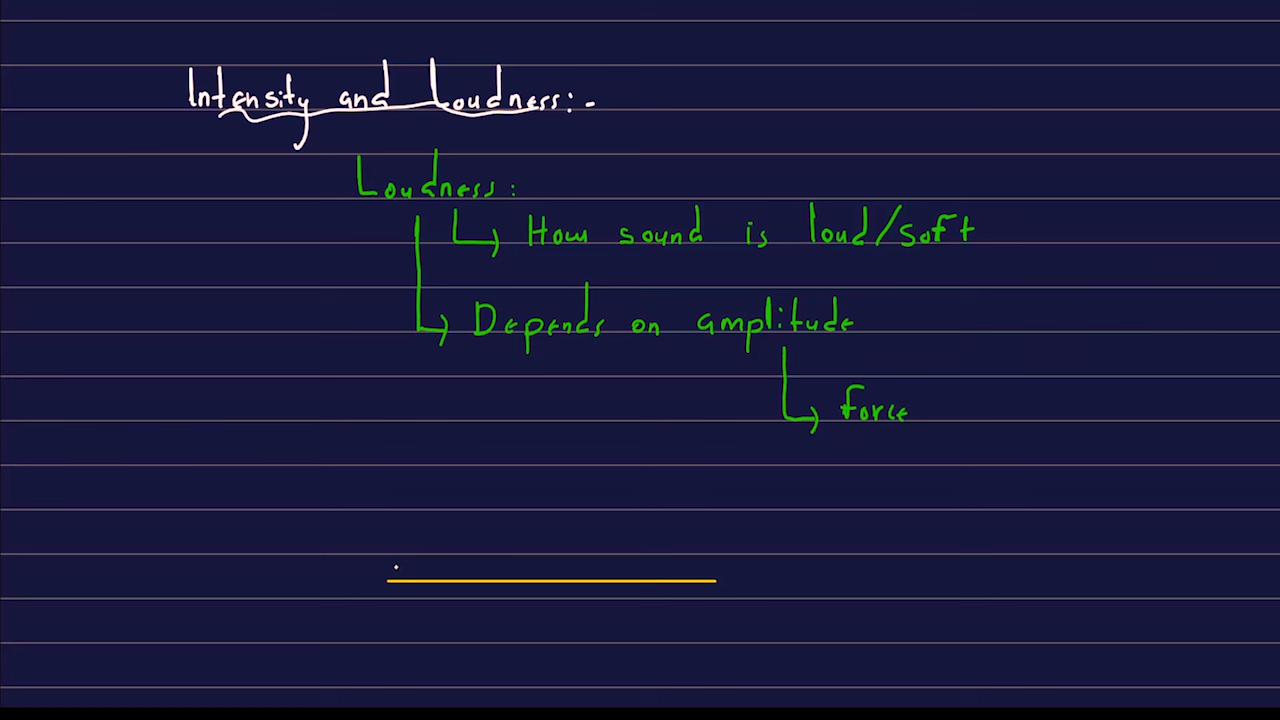 Intensity and Loudness:-
Loudness:
How sound is loud/soft
Depends on amplitude
force